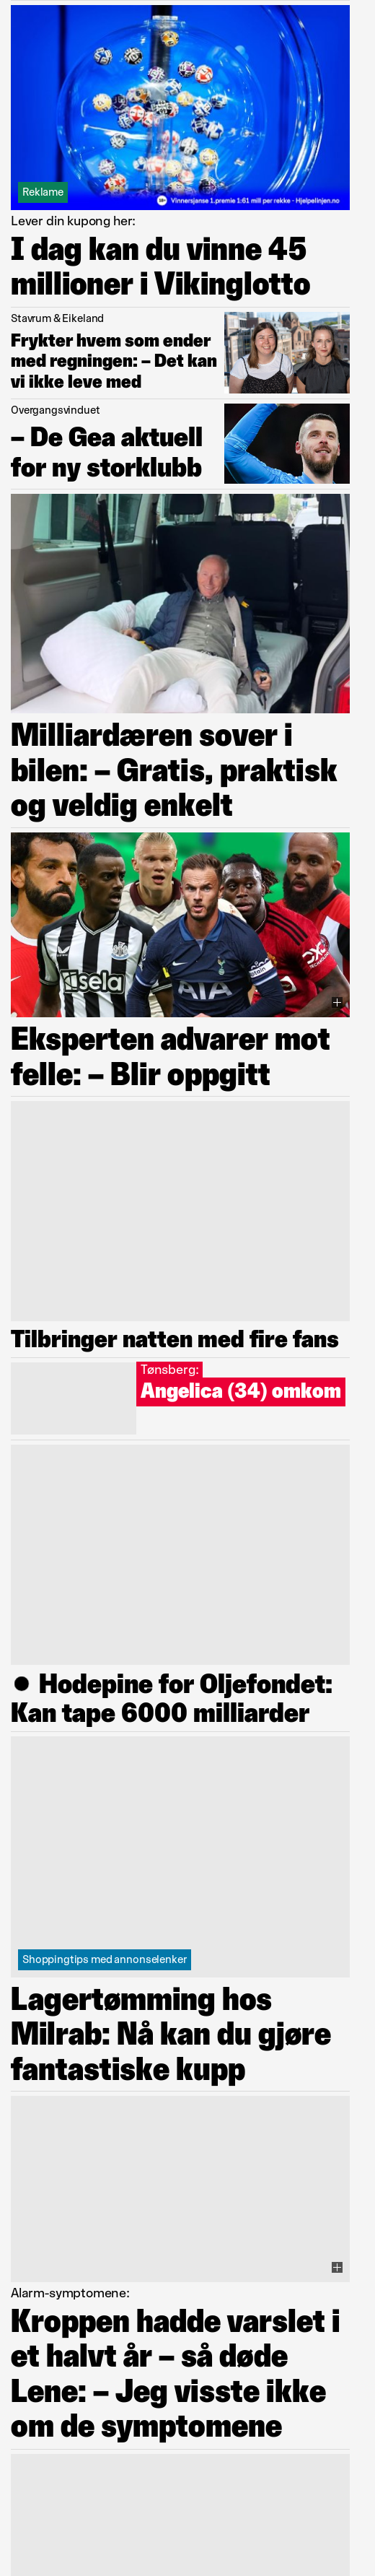 Reklame
18+ Vinnersjanse 1.premie 1:61 mill per rekke - Hjelpelinjen.no
Lever din kupong her:
I dag kan du vinne 45
millioner i Vikinglotto
Stavrum & Eikeland
Frykter hvem som ender
med regningen: – Det kan
vi ikke leve med
Overgangsvinduet
– De Gea aktuell
for ny storklubb
Milliardæren sover i
bilen: – Gratis, praktisk
og veldig enkelt
sela
AIA
Eksperten advarer mot
felle: – Blir oppgitt
Tilbringer natten med fire fans
Tønsberg:
Angelica (34) omkom
● Hodepine for Oljefondet:
Kan tape 6000 milliarder
Shoppingtips med annonselenker
Lagertømming hos
Milrab: Nå kan du gjøre
fantastiske kupp
Alarm-symptomene:
Kroppen hadde varslet i
et halvt år – så døde
Lene: – Jeg visste ikke
om de symptomene